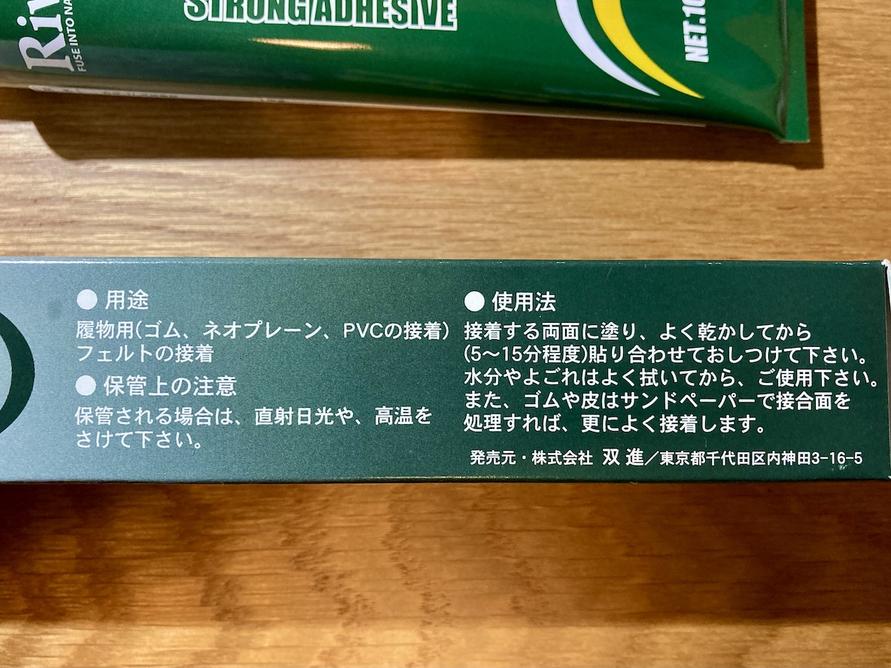 Riv
FUSE INTO NA
STRONG ADHESIVE
NET.10
● 用途
履物用(ゴム、ネオプレーン、PVCの接着)
フェルトの接着
● 保管上の注意
保管される場合は、直射日光や、高温を
さけて下さい。
● 使用法
接着する両面に塗り、よく乾かしてから
(5〜15分程度)貼り合わせておしつけて下さい。
水分やよごれはよく拭いてから、ご使用下さい。
また、ゴムや皮はサンドペーパーで接合面を
処理すれば、更によく接着します。
発売元・株式会社 双進/東京都千代田区内神田3-16-5